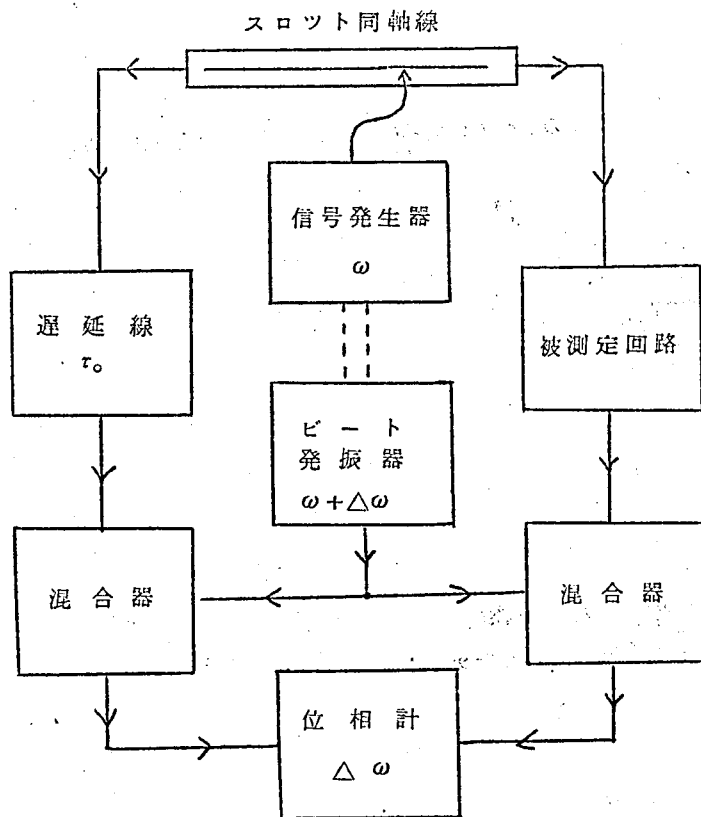 スロツト同軸線
信号発生器
ω
遅延線
τ₀
被測定回路
ビート
発振器
ω+△ω
混合器
混合器
位相計
△ω